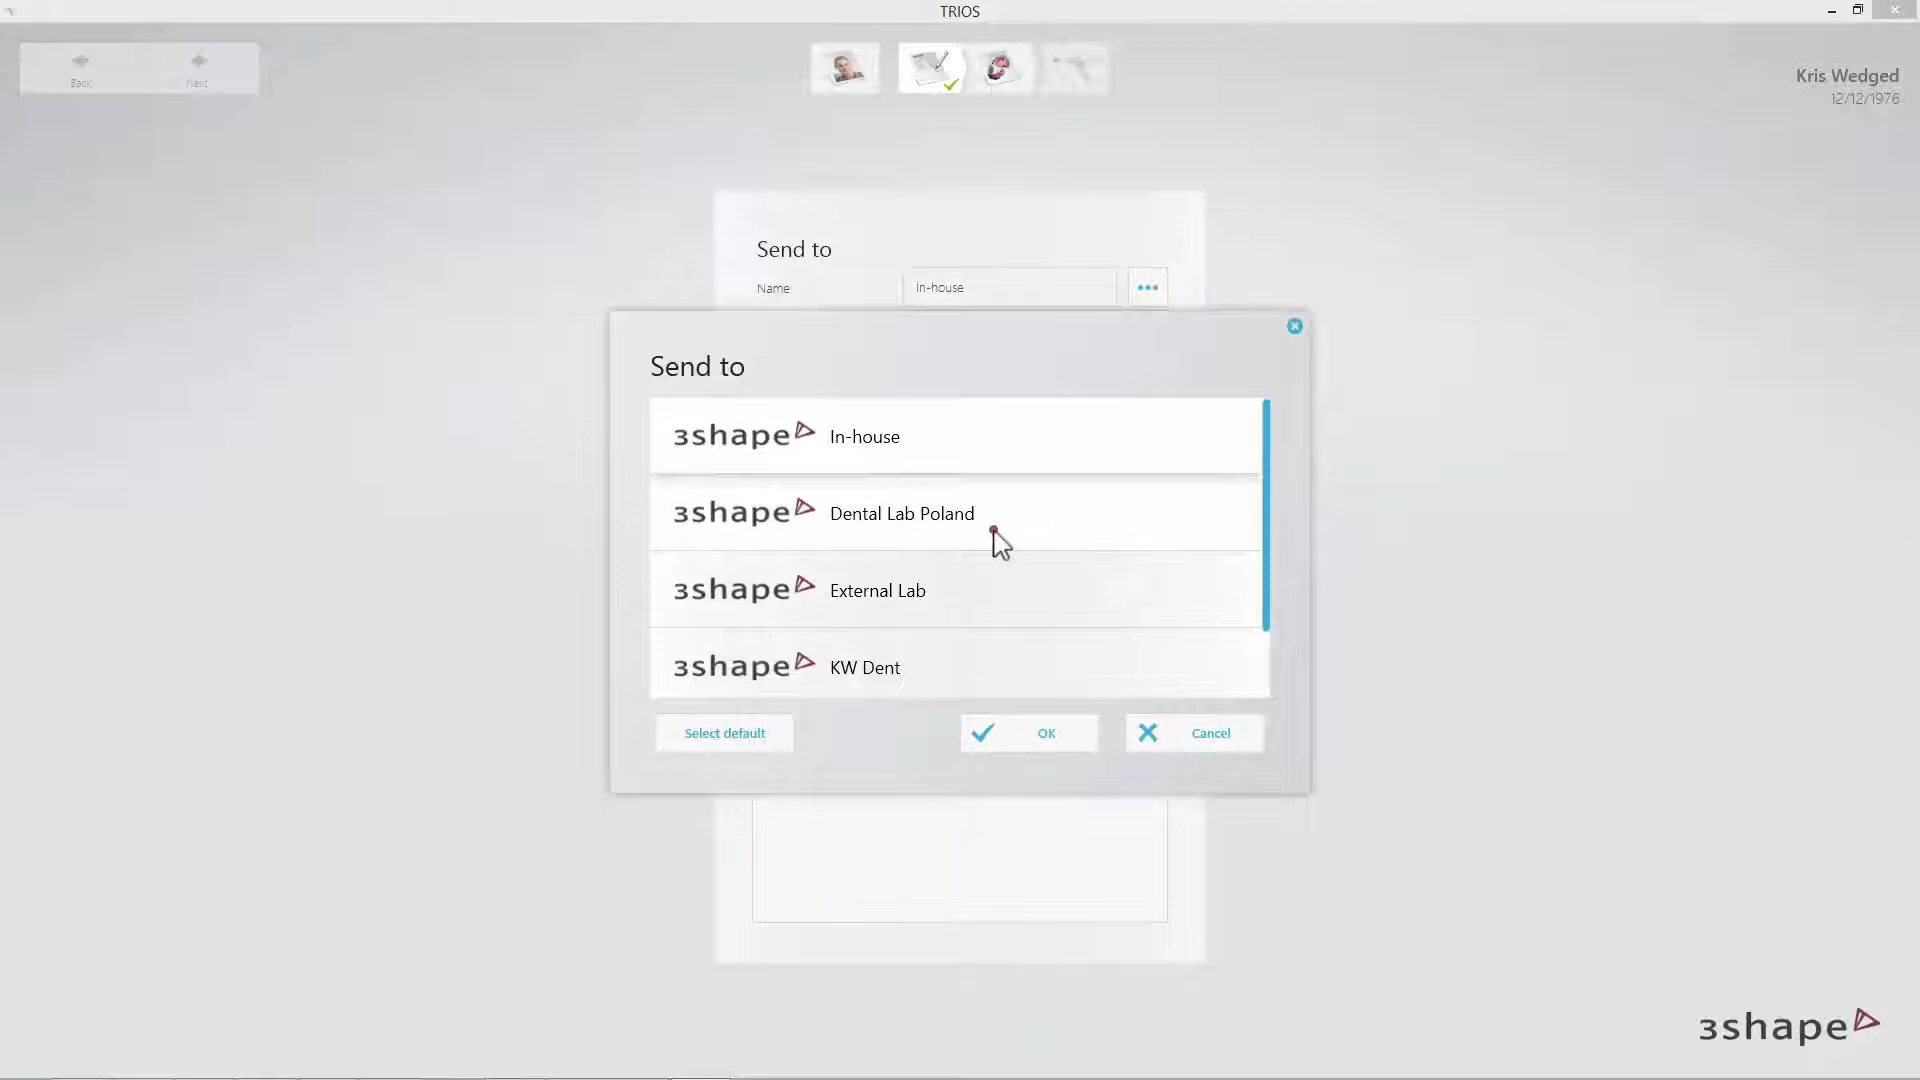 TRIOS
Back
Next
Kris Wedged
12/12/1976
Send to
Name
In-house
Send to
3shape In-house
3shape Dental Lab Poland
3shape External Lab
3shape KW Dent
Select default
OK
Cancel
3shape